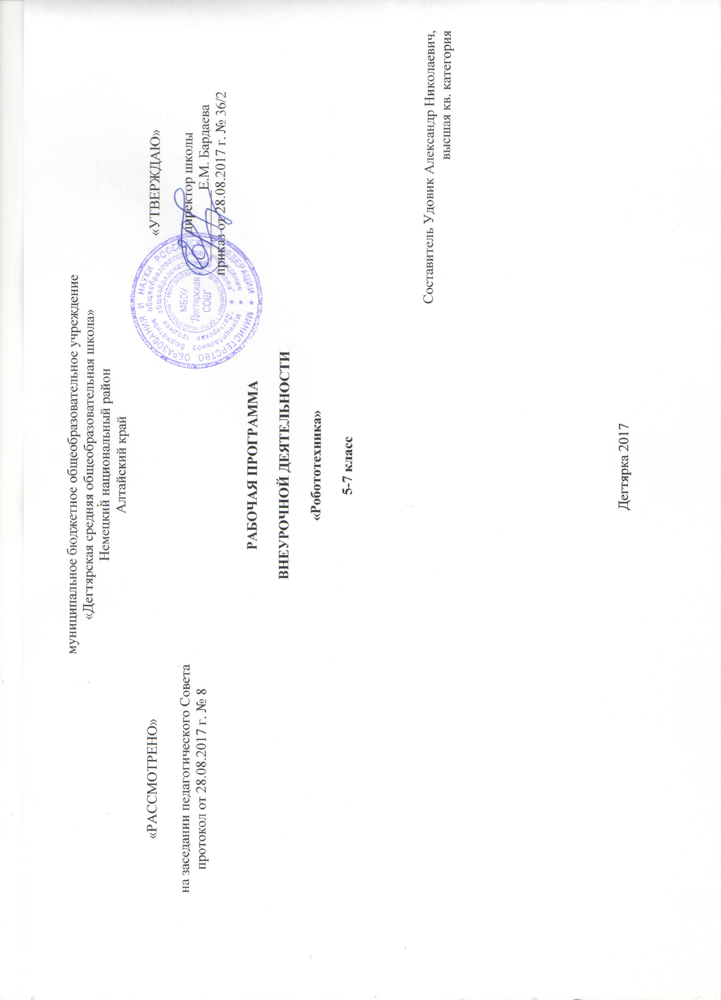 муниципальное бюджетное общеобразовательное учреждение
«Дегтярская средняя общеобразовательная школа»
Немецкий национальный район
Алтайский край
«РАССМОТРЕНО»
на заседании педагогического Совета
протокол от 28.08.2017 г. № 8
«УТВЕРЖДАЮ»
директор школы
Е.М. Бардаева
приказ от 28.08.2017 г. № 36/2
МИНИСТЕРСТВО ОБРАЗОВАНИЯ И НАУКИ РОССИЙСКОЙ ФЕДЕРАЦИИ
муниципальное бюджетное общеобразовательное учреждение
"Дегтярская средняя общеобразовательная школа"
МБОУ
"Дегтярская
СОШ"
РАБОЧАЯ ПРОГРАММА
ВНЕУРОЧНОЙ ДЕЯТЕЛЬНОСТИ
«Робототехника»
5-7 класс
Составитель Удовик Александр Николаевич,
высшая кв. категория
Дегтярка 2017